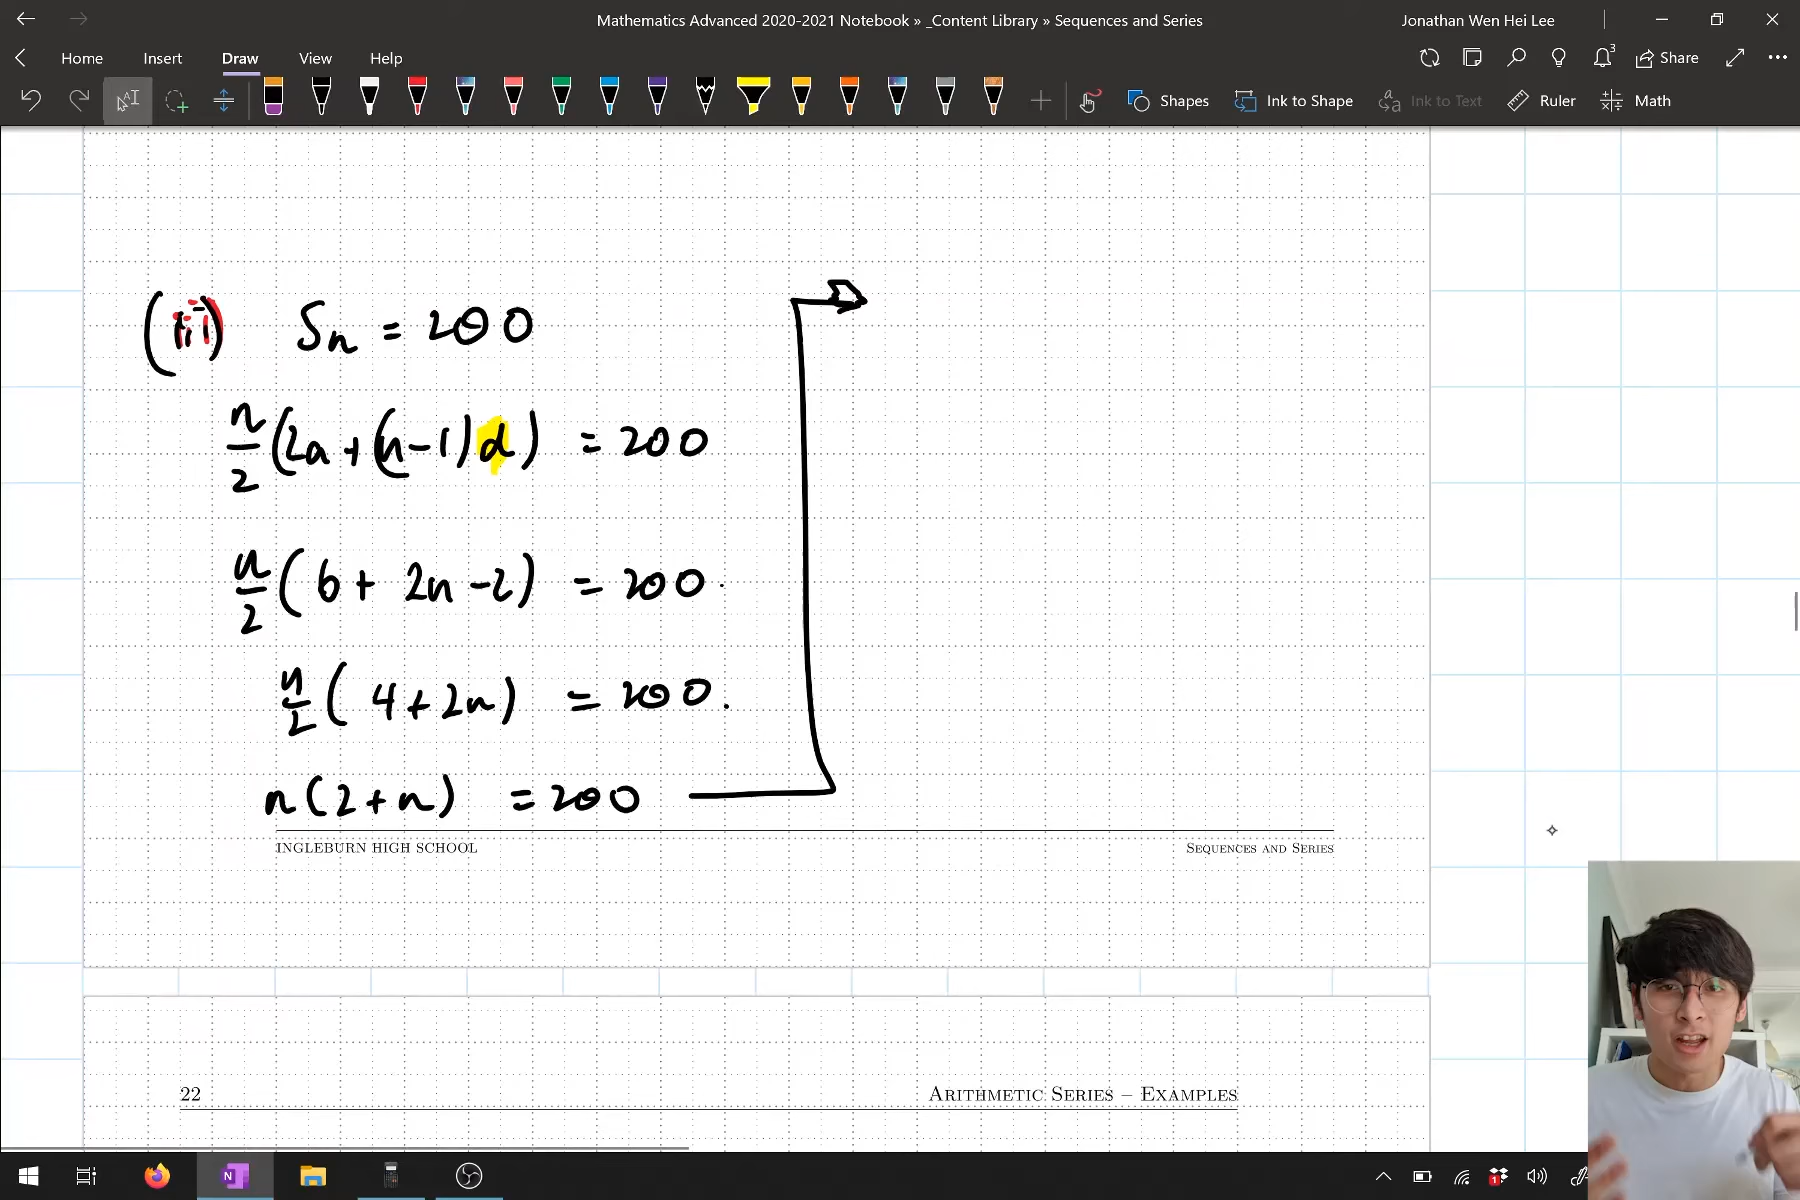 Mathematics Advanced 2020-2021 Notebook » _Content Library » Sequences and Series
Jonathan Wen Hei Lee
Home Insert Draw View Help
3
Share
AI
Shapes
Ink to Shape
Ink to Text
Ruler
Math
(ii) Sn = 200
n/2 (2a + (n-1)d) = 200
n/2 (6 + 2n - 2) = 200.
n/2 (4 + 2n) = 200.
n(2+n) = 200
INGLEBURN HIGH SCHOOL
SEQUENCES AND SERIES
22
ARITHMETIC SERIES – EXAMPLES
N
1